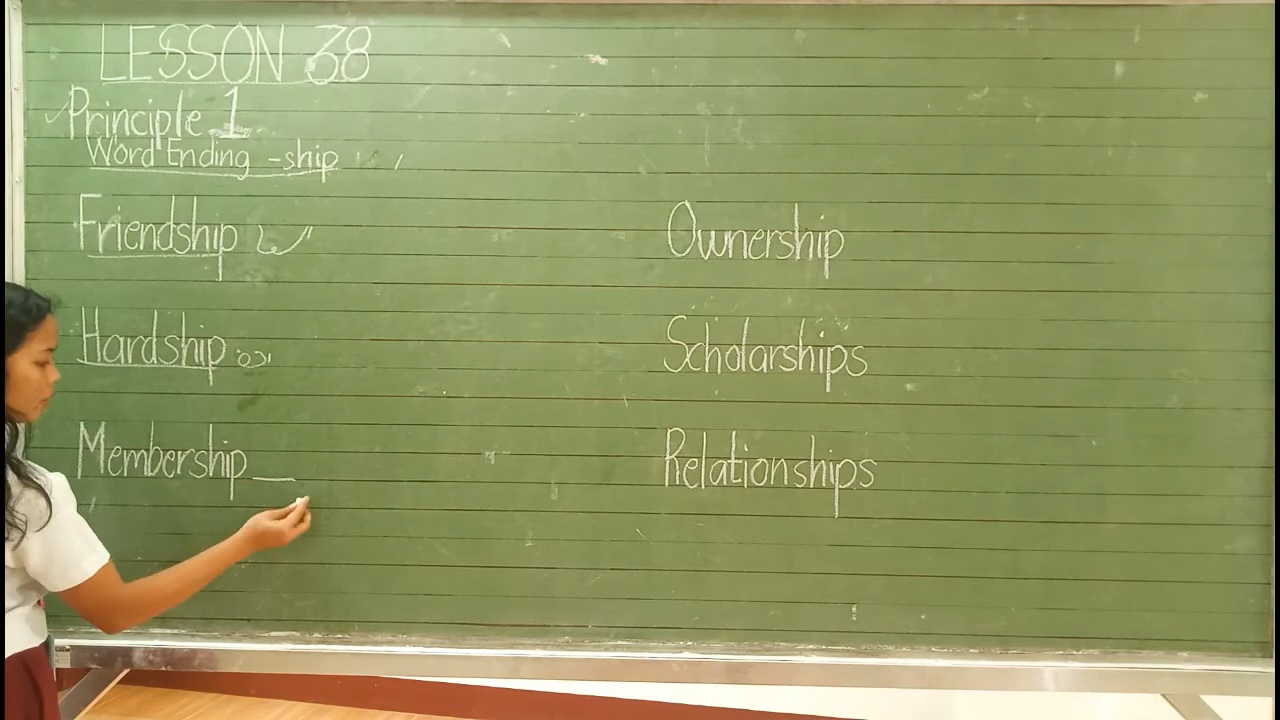 LESSON 38
Principle 1
Word Ending -ship
Friendship
Hardship
Membership
Ownership
Scholarships
Relationships